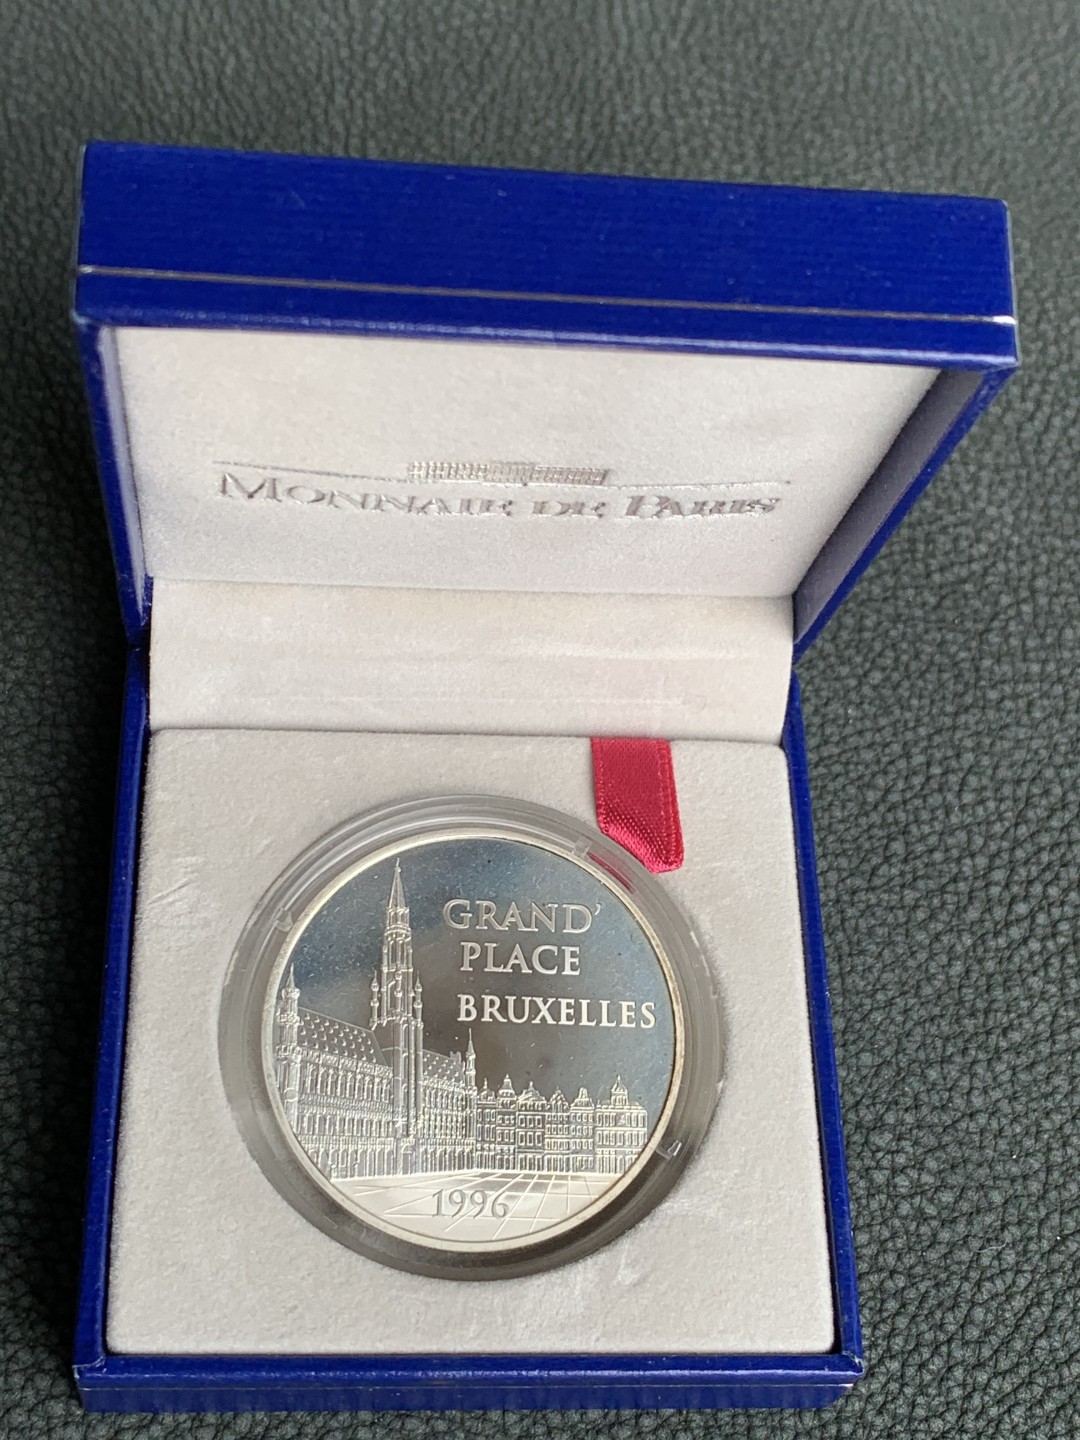 MONNAIE DE PARIS
GRAND'
PLACE
BRUXELLES
1996